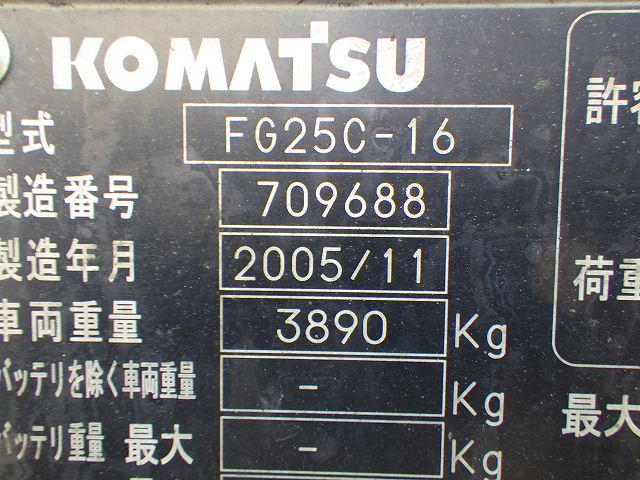 KOMATSU
型式 FG25C-16
製造番号 709688
製造年月 2005/11
車両重量 3890 Kg
バッテリを除く車両重量 - Kg
バッテリ重量 最大 - Kg
許容
荷重
最大